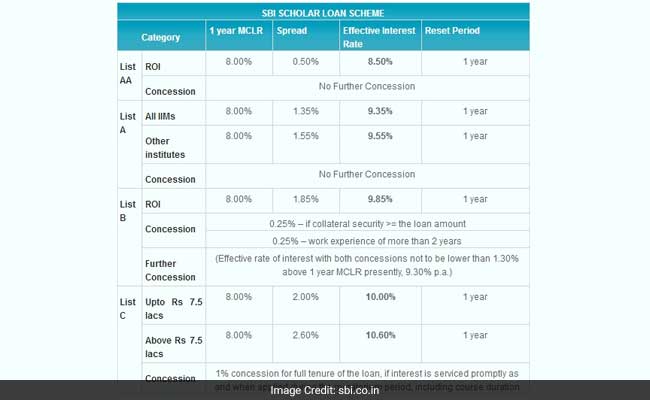 SBI SCHOLAR LOAN SCHEME
Category 1 year MCLR Spread Effective Interest Rate Reset Period
List AA ROI 8.00% 0.50% 8.50% 1 year
Concession No Further Concession
List A All IIMs 8.00% 1.35% 9.35% 1 year
Other institutes 8.00% 1.55% 9.55% 1 year
Concession No Further Concession
List B ROI 8.00% 1.85% 9.85% 1 year
Concession 0.25% – if collateral security >= the loan amount
0.25% – work experience of more than 2 years
Further Concession (Effective rate of interest with both concessions not to be lower than 1.30%
above 1 year MCLR presently, 9.30% p.a.)
List C Upto Rs 7.5 lacs 8.00% 2.00% 10.00% 1 year
Above Rs 7.5 lacs 8.00% 2.60% 10.60% 1 year
Concession 1% concession for full tenure of the loan, if interest is serviced promptly as
and when period, including course duration
Image Credit: sbi.co.in